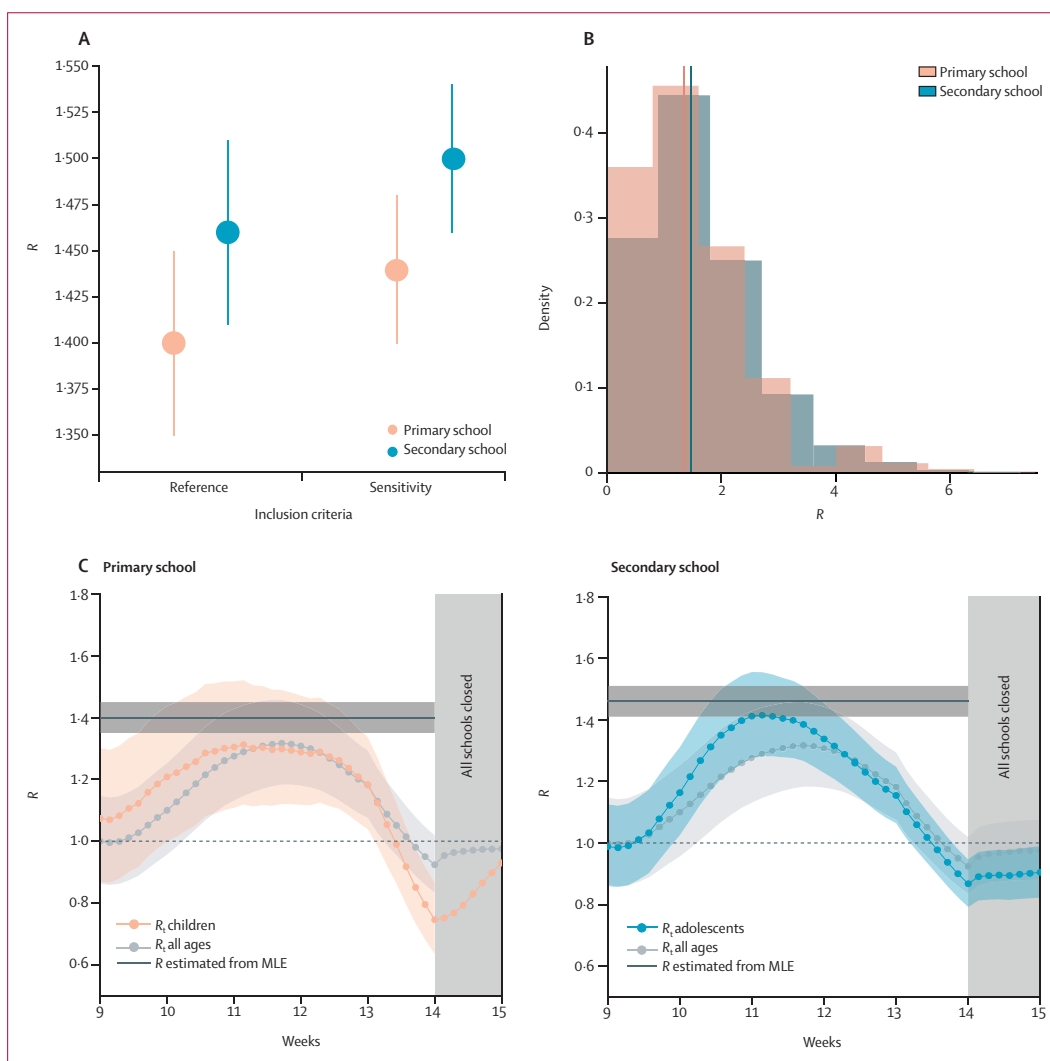 A
1·550
1·525
1·500
1·475
1·450
1·425
1·400
1·375
1·350
R
Primary school
Secondary school
Reference
Sensitivity
Inclusion criteria
B
Primary school
Secondary school
0·4
0·3
0·2
0·1
0
Density
0
2
4
6
R
C Primary school
1·8
1·6
1·4
1·2
1·0
0·8
0·6
R
All schools closed
Rt children
Rt all ages
R estimated from MLE
9
10
11
12
13
14
15
Weeks
Secondary school
1·8
1·6
1·4
1·2
1·0
0·8
0·6
R
All schools closed
Rt adolescents
Rt all ages
R estimated from MLE
9
10
11
12
13
14
15
Weeks